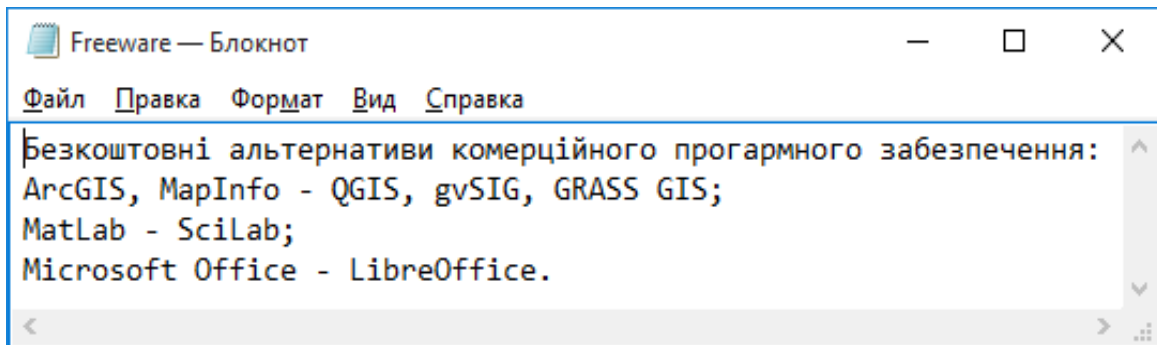 Freeware — Блокнот
Файл Правка Формат Вид Справка
Безкоштовні альтернативи комерційного прогармного забезпечення:
ArcGIS, MapInfo - QGIS, gvSIG, GRASS GIS;
MatLab - SciLab;
Microsoft Office - LibreOffice.